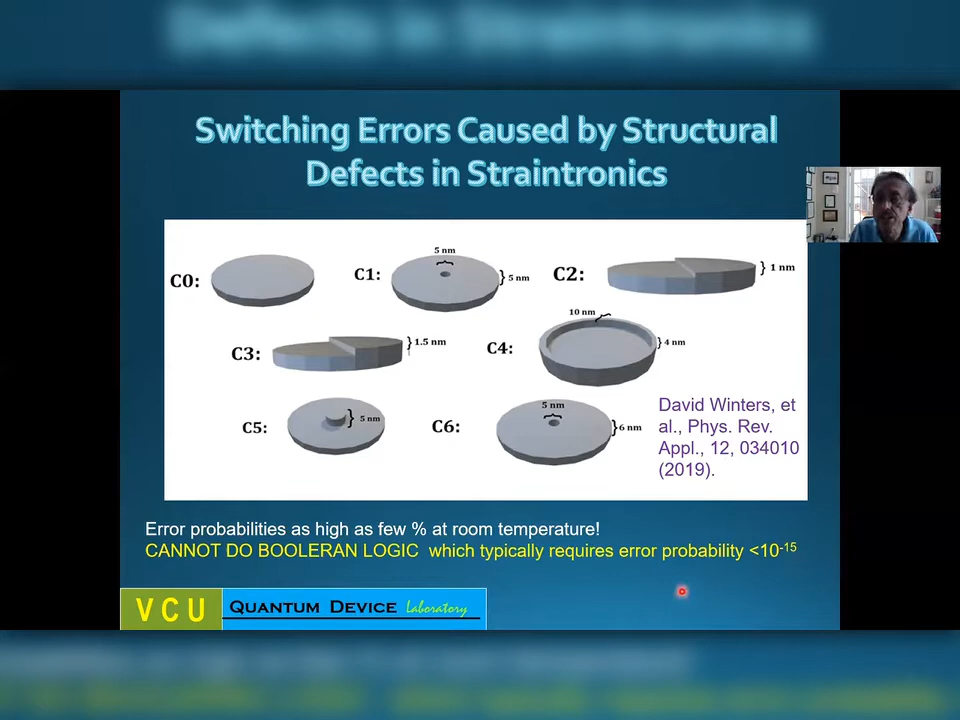 Defects in Straintronics
Switching Errors Caused by Structural
Defects in Straintronics
C0:
C1:
5 nm
} 5 nm
C2:
} 1 nm
C3:
} 1.5 nm
C4:
10 nm
} 4 nm
C5:
} 5 nm
C6:
5 nm
} 6 nm
David Winters, et
al., Phys. Rev.
Appl., 12, 034010
(2019).
Error probabilities as high as few % at room temperature!
CANNOT DO BOOLERAN LOGIC which typically requires error probability <10⁻¹⁵
VCU QUANTUM DEVICE Laboratory